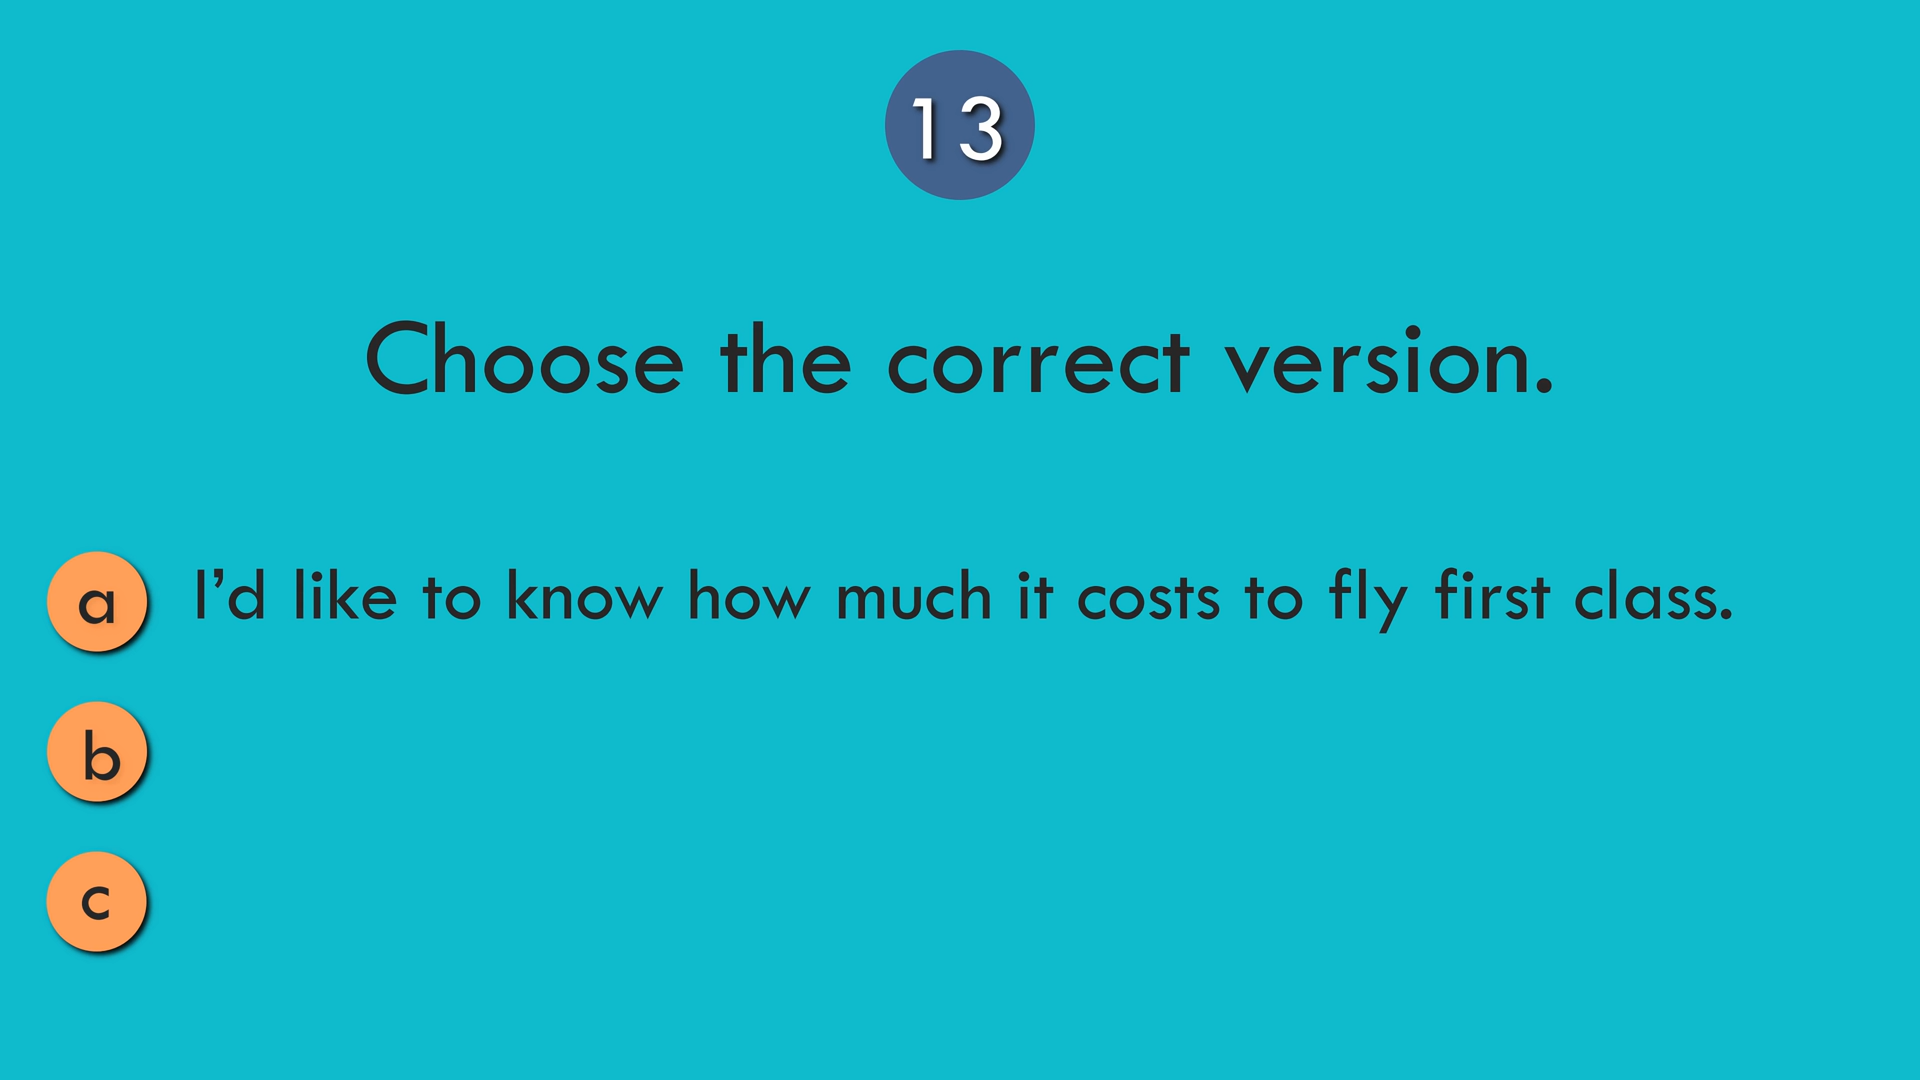 13
Choose the correct version.
a I’d like to know how much it costs to fly first class.
b
c